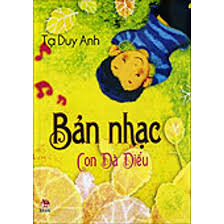 Tạ Duy Anh
Bản nhạc
Con Đà Điểu